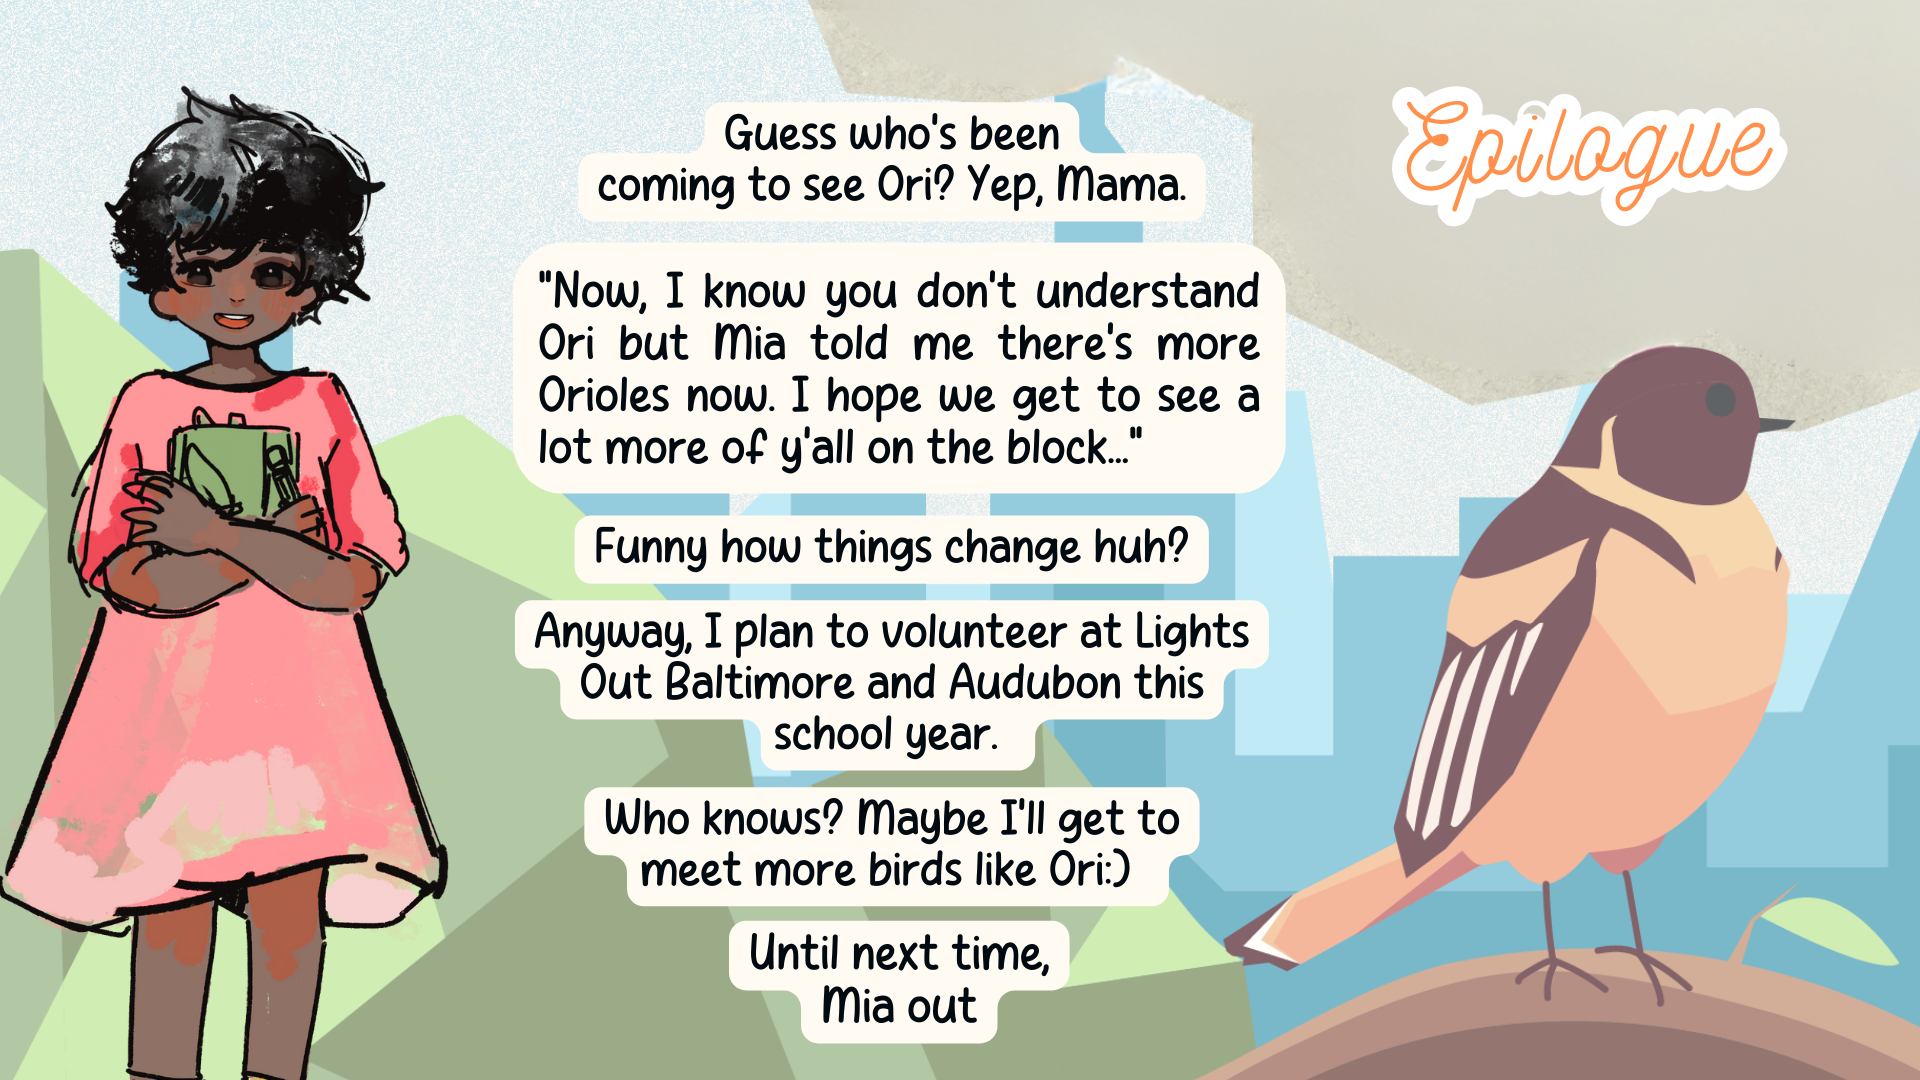 Epilogue
Guess who's been
coming to see Ori? Yep, Mama.
"Now, I know you don't understand
Ori but Mia told me there's more
Orioles now. I hope we get to see a
lot more of y'all on the block..."
Funny how things change huh?
Anyway, I plan to volunteer at Lights
Out Baltimore and Audubon this
school year.
Who knows? Maybe I'll get to
meet more birds like Ori:)
Until next time,
Mia out